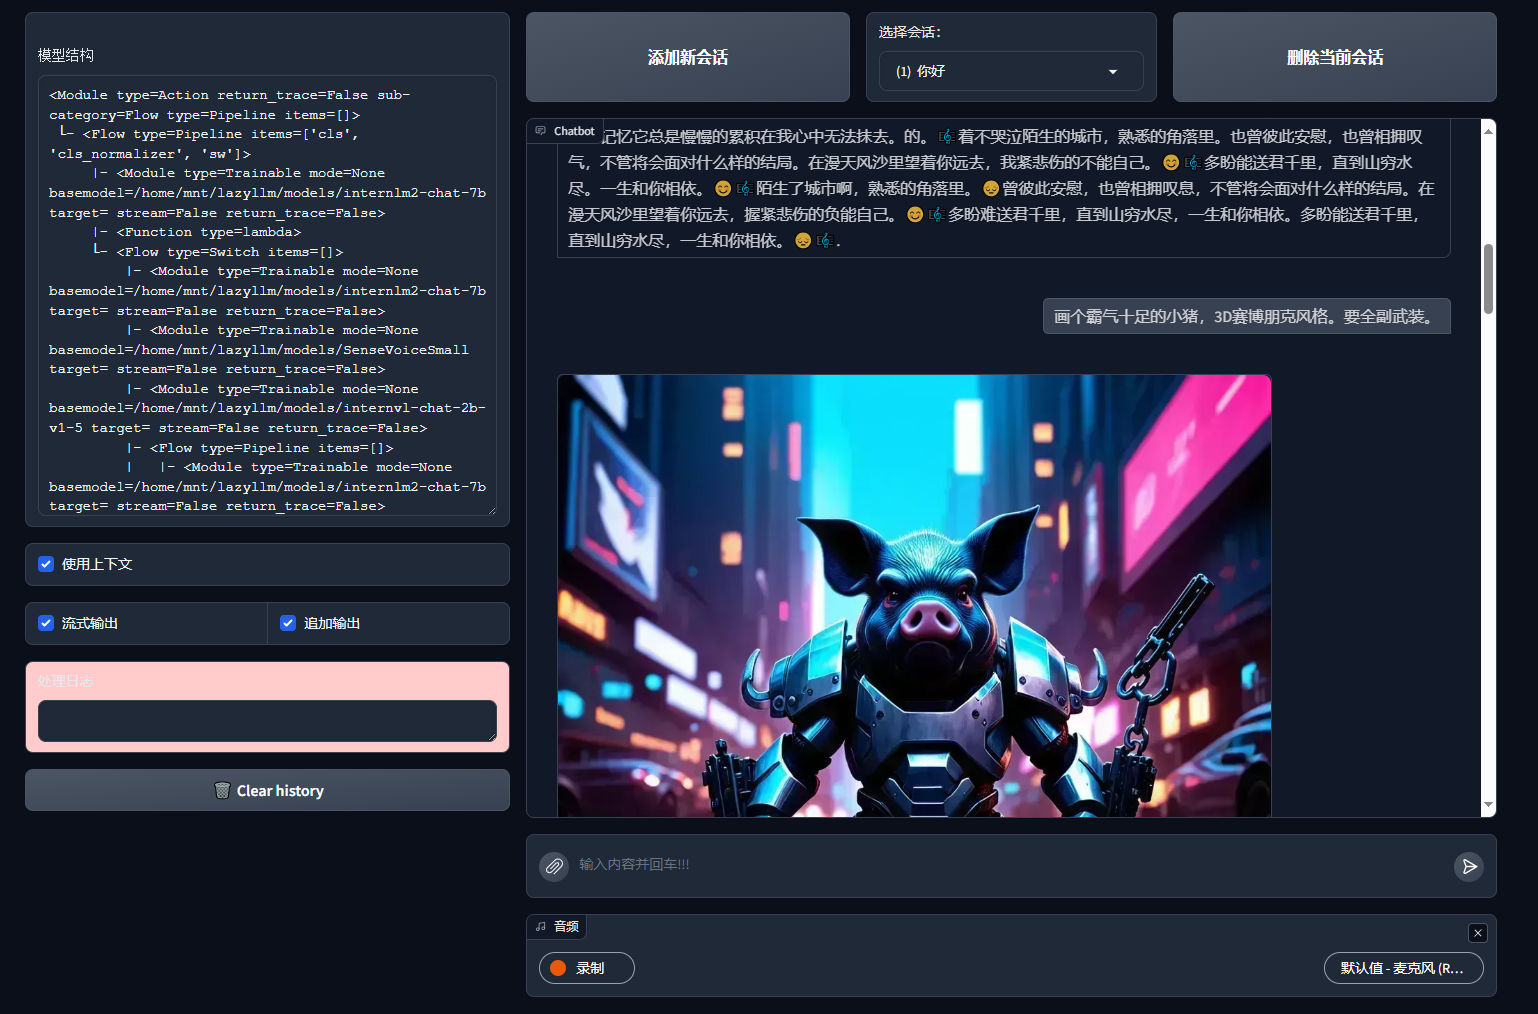 模型结构
<Module type=Action return_trace=False sub-
category=Flow type=Pipeline items=[]>
└─ <Flow type=Pipeline items=['cls',
'cls_normalizer', 'sw']>
|- <Module type=Trainable mode=None
basemodel=/home/mnt/lazyllm/models/internlm2-chat-7b
target= stream=False return_trace=False>
|- <Function type=lambda>
└─ <Flow type=Switch items=[]>
|- <Module type=Trainable mode=None
basemodel=/home/mnt/lazyllm/models/internlm2-chat-7b
target= stream=False return_trace=False>
|- <Module type=Trainable mode=None
basemodel=/home/mnt/lazyllm/models/SenseVoiceSmall
target= stream=False return_trace=False>
|- <Module type=Trainable mode=None
basemodel=/home/mnt/lazyllm/models/internvl-chat-2b-
v1-5 target= stream=False return_trace=False>
|- <Flow type=Pipeline items=[]>
| |- <Module type=Trainable mode=None
basemodel=/home/mnt/lazyllm/models/internlm2-chat-7b
target= stream=False return_trace=False>
使用上下文
流式输出
追加输出
处理日志
🗑️ Clear history
添加新会话
选择会话：
(1) 你好
删除当前会话
Chatbot
记忆它总是慢慢的累积在我心中无法抹去。的。🎼着不哭泣陌生的城市，熟悉的角落里。也曾彼此安慰，也曾相拥叹
气，不管将会面对什么样的结局。在漫天风沙里望着你远去，我紧悲伤的不能自己。😊🎼多盼能送君千里，直到山穷水
尽。一生和你相依。😊🎼陌生了城市啊，熟悉的角落里。😔曾彼此安慰，也曾相拥叹息，不管将会面对什么样的结局。在
漫天风沙里望着你远去，握紧悲伤的负能自己。😊🎼多盼难送君千里，直到山穷水尽，一生和你相依。多盼能送君千里，
直到山穷水尽，一生和你相依。😔🎼.
画个霸气十足的小猪，3D赛博朋克风格。要全副武装。
输入内容并回车!!!
音频
录制
默认值 - 麦克风 (R...